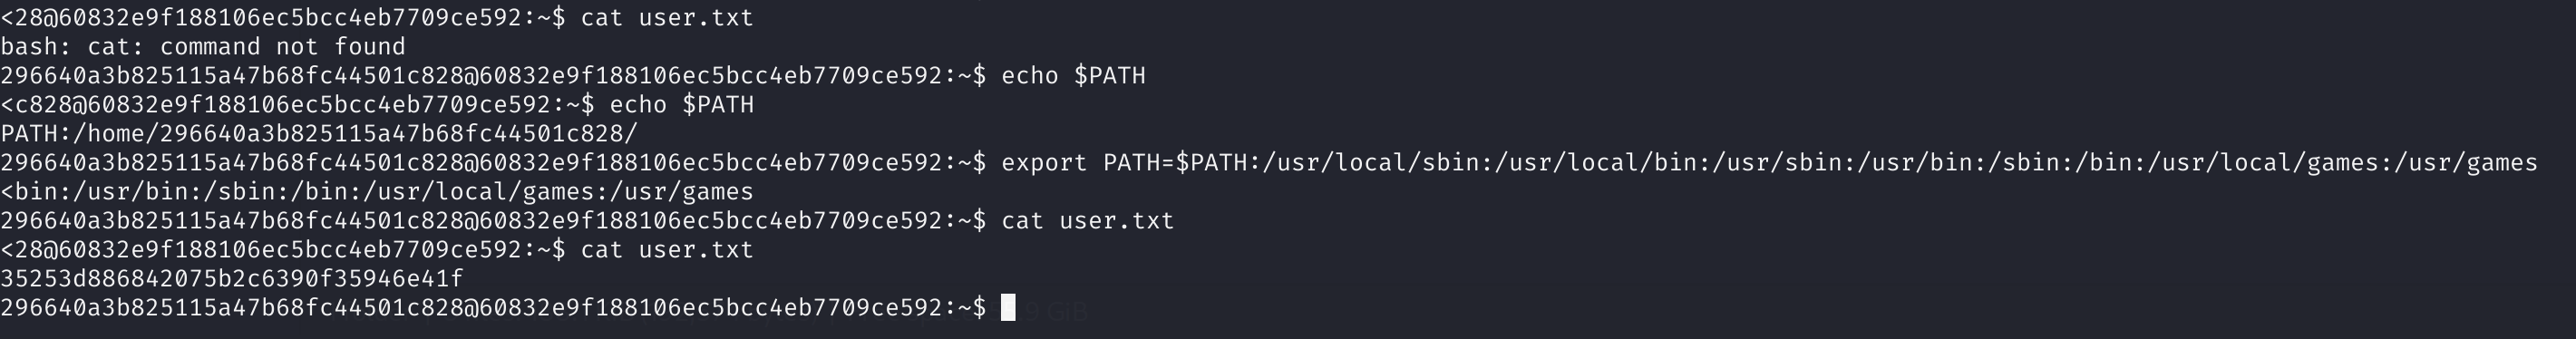 <28@60832e9f188106ec5bcc4eb7709ce592:~$ cat user.txt
bash: cat: command not found
296640a3b825115a47b68fc44501c828@60832e9f188106ec5bcc4eb7709ce592:~$ echo $PATH
<c828@60832e9f188106ec5bcc4eb7709ce592:~$ echo $PATH
PATH:/home/296640a3b825115a47b68fc44501c828/
296640a3b825115a47b68fc44501c828@60832e9f188106ec5bcc4eb7709ce592:~$ export PATH=$PATH:/usr/local/sbin:/usr/local/bin:/usr/sbin:/usr/bin:/sbin:/bin:/usr/local/games:/usr/games
<bin:/usr/bin:/sbin:/bin:/usr/local/games:/usr/games
296640a3b825115a47b68fc44501c828@60832e9f188106ec5bcc4eb7709ce592:~$ cat user.txt
<28@60832e9f188106ec5bcc4eb7709ce592:~$ cat user.txt
35253d886842075b2c6390f35946e41f
296640a3b825115a47b68fc44501c828@60832e9f188106ec5bcc4eb7709ce592:~$